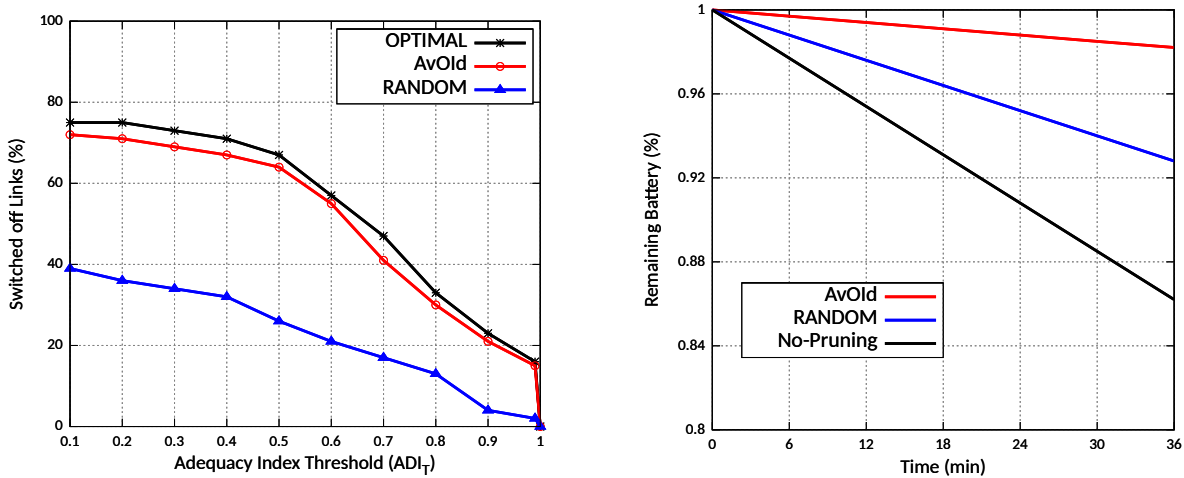 100
80
60
40
20
0
Switched off Links (%)
OPTIMAL
AvOld
RANDOM
0.1 0.2 0.3 0.4 0.5 0.6 0.7 0.8 0.9 1
Adequacy Index Threshold (ADI_T)
1
0.96
0.92
0.88
0.84
0.8
Remaining Battery (%)
AvOld
RANDOM
No-Pruning
0 6 12 18 24 30 36
Time (min)